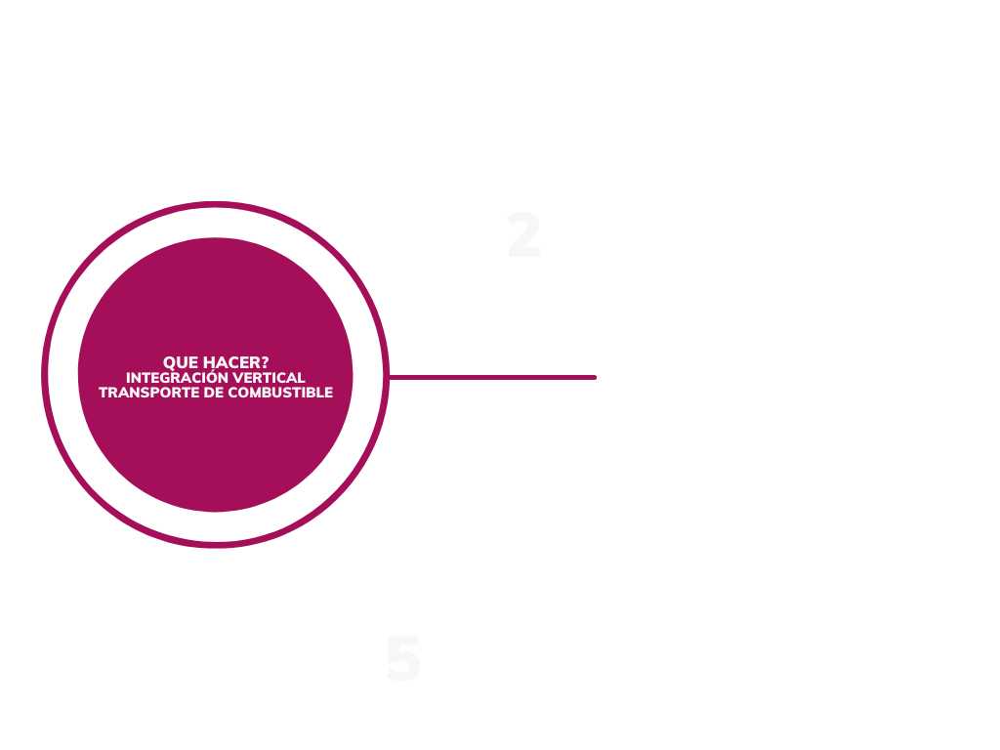 2
QUE HACER?
INTEGRACIÓN VERTICAL
TRANSPORTE DE COMBUSTIBLE
5